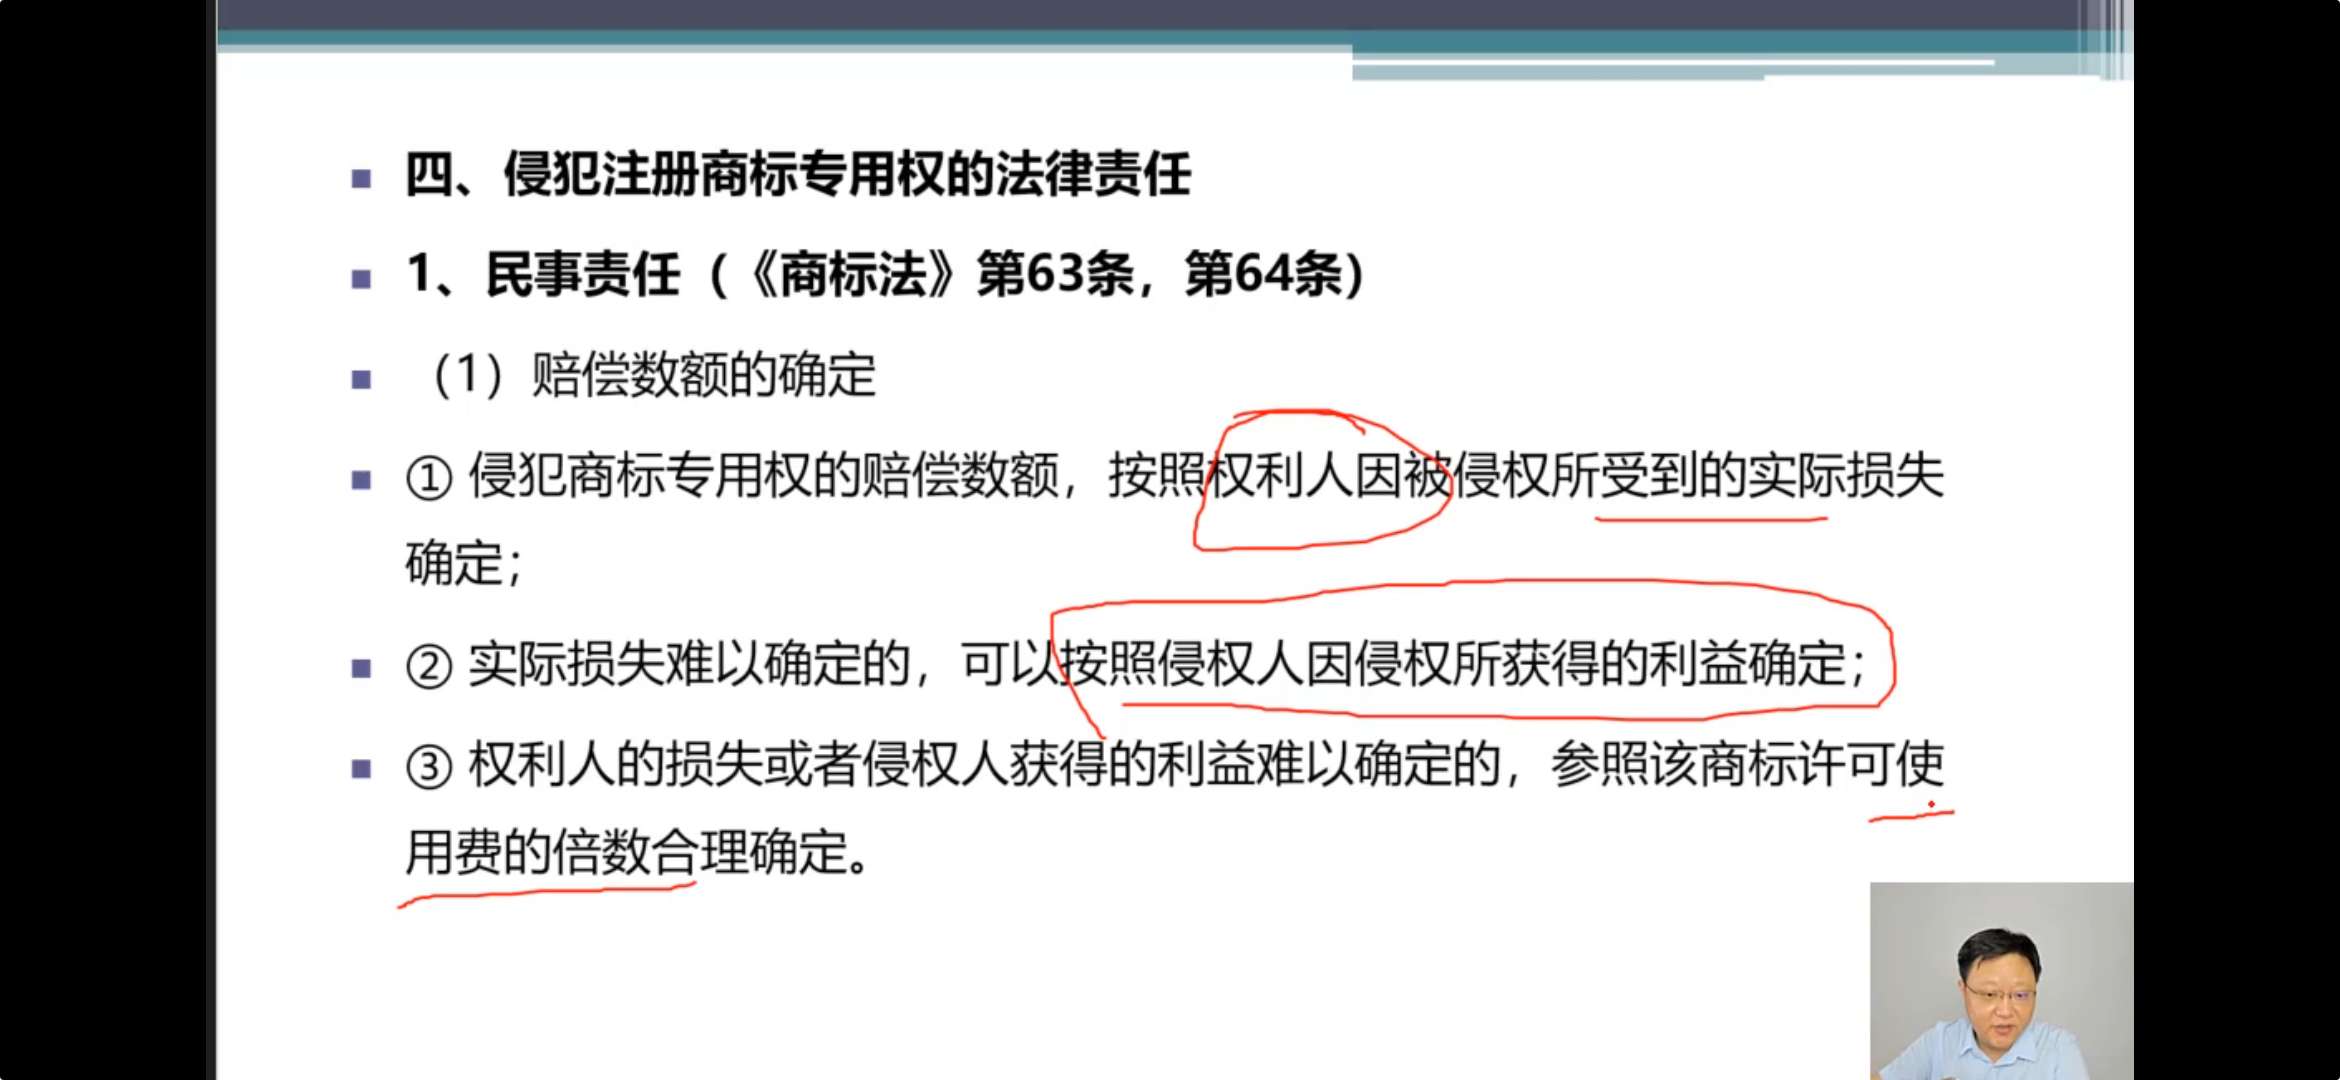 四、侵犯注册商标专用权的法律责任
1、民事责任（《商标法》第63条，第64条）
（1）赔偿数额的确定
① 侵犯商标专用权的赔偿数额，按照权利人因被侵权所受到的实际损失
确定；
② 实际损失难以确定的，可以按照侵权人因侵权所获得的利益确定；
③ 权利人的损失或者侵权人获得的利益难以确定的，参照该商标许可使
用费的倍数合理确定。